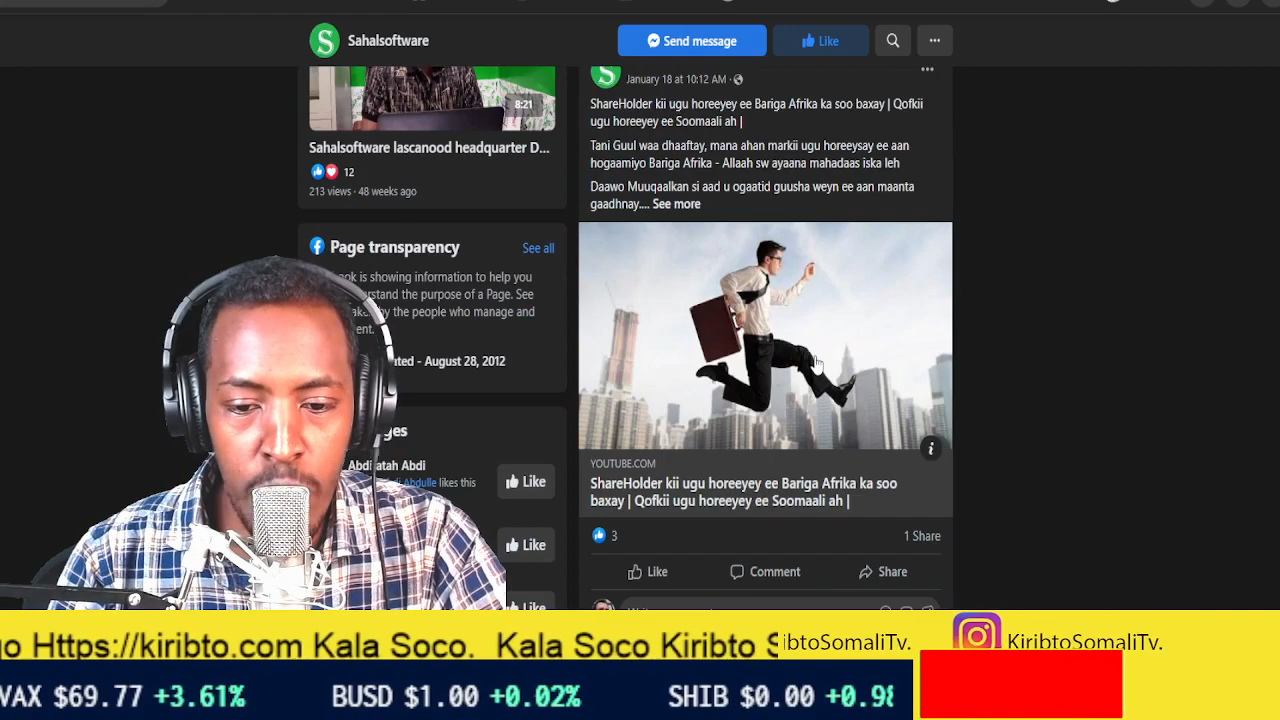 Sahalsoftware
Send message
Like
8:21
Sahalsoftware lascanood headquarter D...
12
213 views · 48 weeks ago
Page transparency
See all
is showing information to help you
the purpose of a Page. See
by the people who manage and
- August 28, 2012
Abdi
Abdulle likes this
Like
Like
Like
January 18 at 10:12 AM ·
ShareHolder kii ugu horeeyey ee Bariga Afrika ka soo baxay | Qofkii
ugu horeeyey ee Soomaali ah |
Tani Guul waa dhaaftay, mana ahan markii ugu horeeysay ee aan
hogaamiyo Bariga Afrika - Allaah sw ayaana mahadaas iska leh
Daawo Muuqaalkan si aad u ogaatid guusha weyn ee aan maanta
gaadhnay.... See more
YOUTUBE.COM
ShareHolder kii ugu horeeyey ee Bariga Afrika ka soo
baxay | Qofkii ugu horeeyey ee Soomaali ah |
3
1 Share
Like
Comment
Share
go Https://kiribto.com Kala Soco. Kala Soco Kiribto S
iribtoSomaliTv.
KiribtoSomaliTv.
VAX $69.77 +3.61%
BUSD $1.00 +0.02%
SHIB $0.00 +0.98